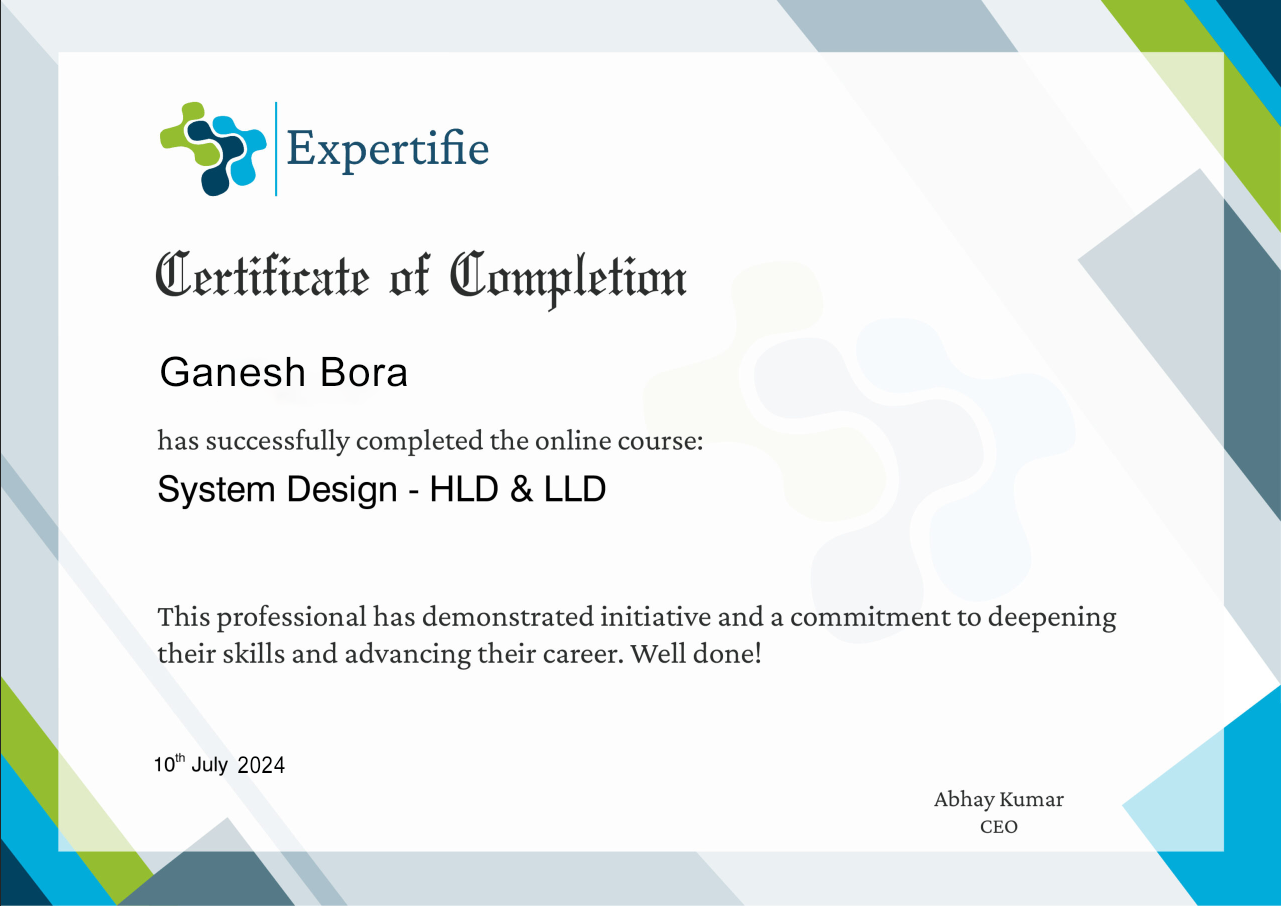 Expertifie
Certificate of Completion
Ganesh Bora
has successfully completed the online course:
System Design - HLD & LLD
This professional has demonstrated initiative and a commitment to deepening
their skills and advancing their career. Well done!
10th July 2024
Abhay Kumar
CEO